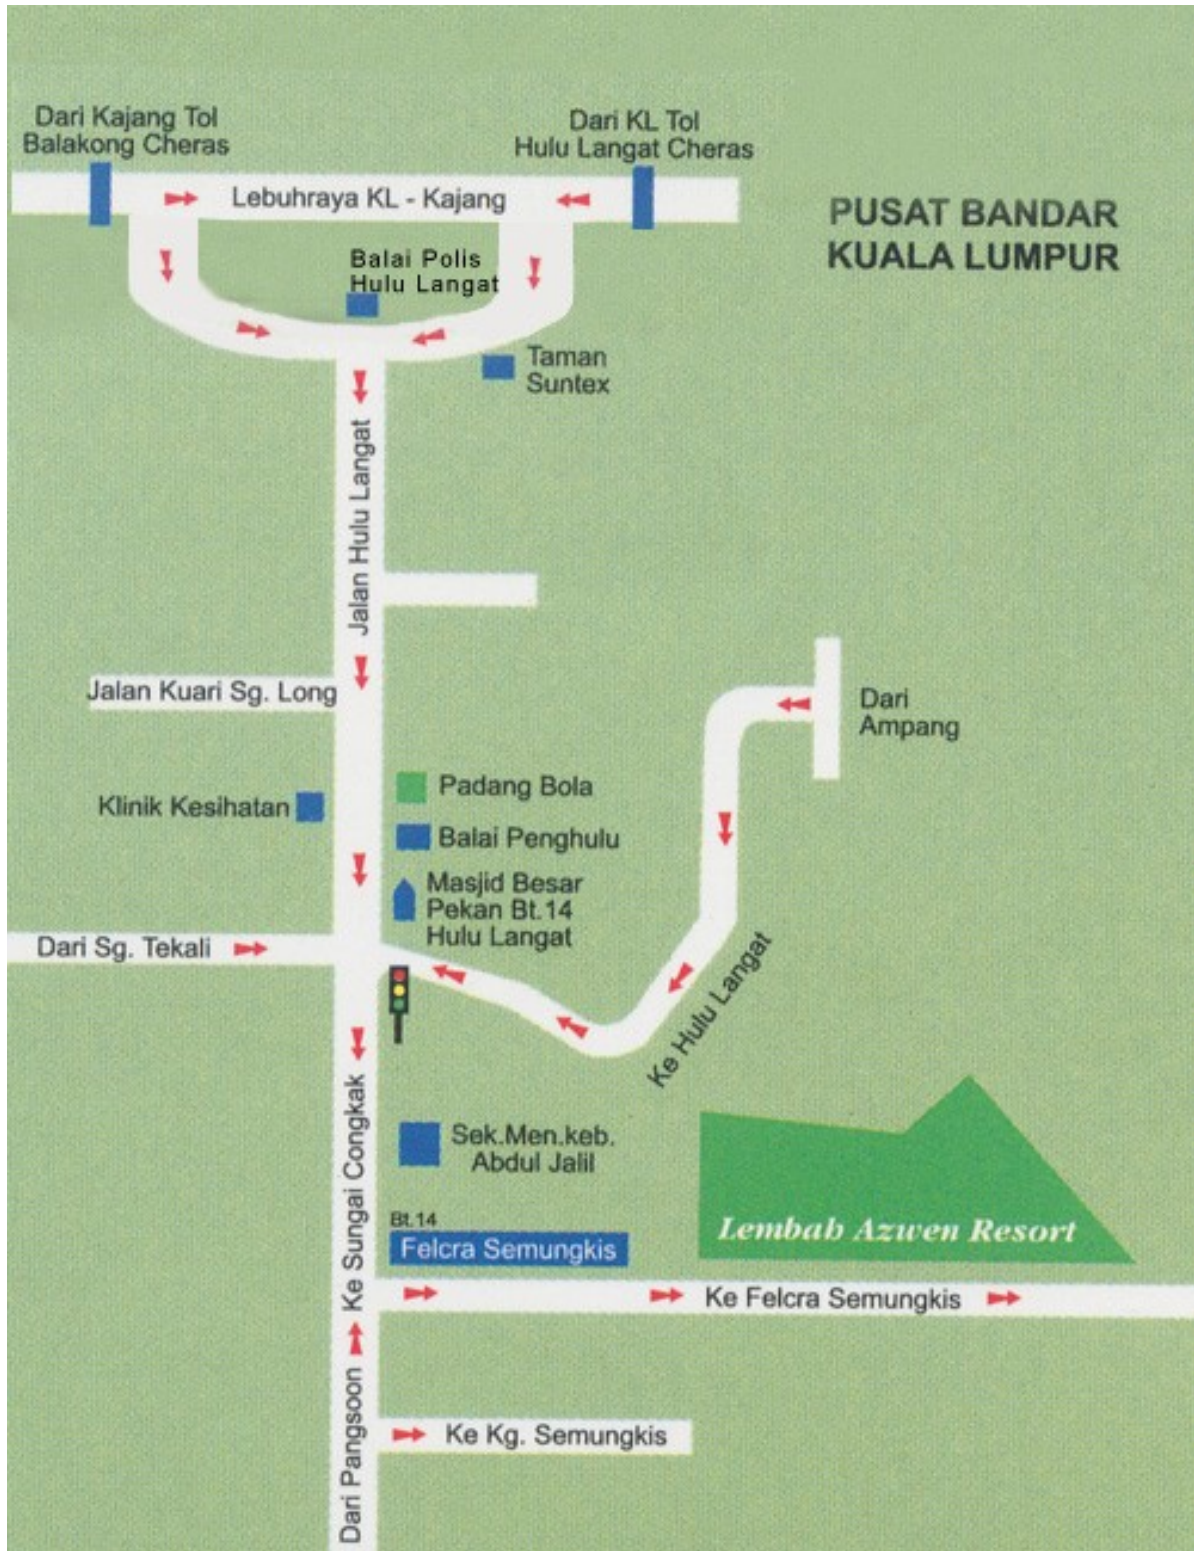 Dari Kajang Tol
Balakong Cheras
Dari KL Tol
Hulu Langat Cheras
Lebuhraya KL - Kajang
PUSAT BANDAR
KUALA LUMPUR
Balai Polis
Hulu Langat
Taman
Suntex
Jalan Hulu Langat
Jalan Kuari Sg. Long
Dari
Ampang
Padang Bola
Klinik Kesihatan
Balai Penghulu
Masjid Besar
Pekan Bt.14
Hulu Langat
Dari Sg. Tekali
Ke Hulu Langat
Ke Sungai Congkak
Sek.Men.keb.
Abdul Jalil
Bt.14
Felcra Semungkis
Lembah Azwen Resort
Ke Felcra Semungkis
Dari Pangsoon
Ke Kg. Semungkis